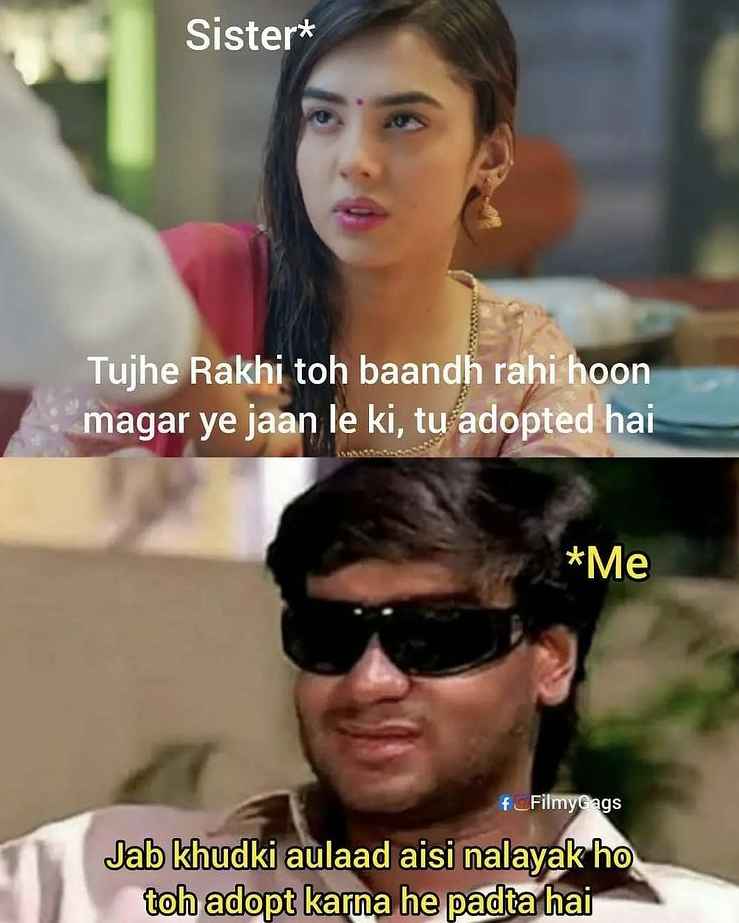 Sister*
Tujhe Rakhi toh baandh rahi hoon
magar ye jaan le ki, tu adopted hai
*Me
FilmyGags
Jab khudki aulaad aisi nalayak ho
toh adopt karna he padta hai